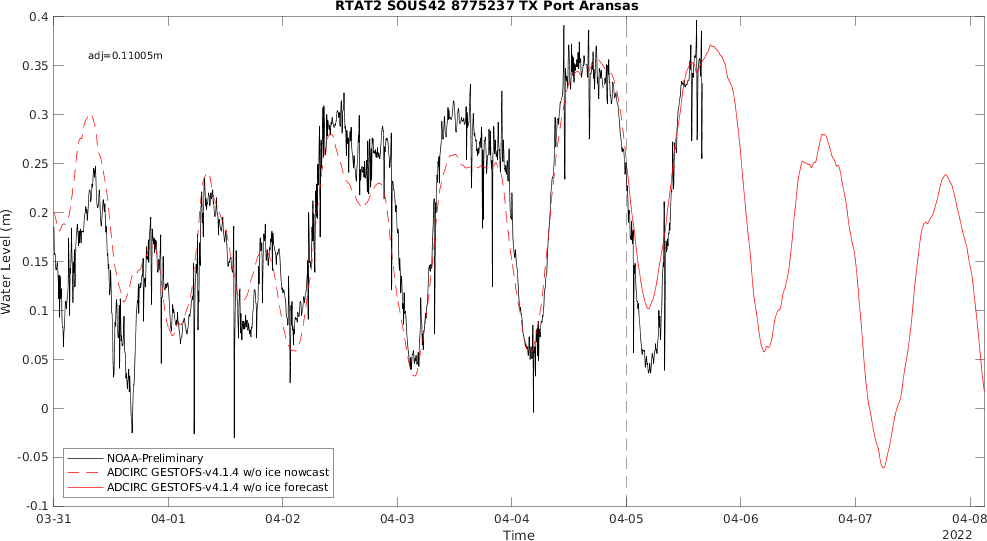 RTAT2 SOUS42 8775237 TX Port Aransas
adj=0.11005m
0.4
0.35
0.3
0.25
0.2
0.15
0.1
0.05
0
-0.05
-0.1
Water Level (m)
NOAA-Preliminary
ADCIRC GESTOFS-v4.1.4 w/o ice nowcast
ADCIRC GESTOFS-v4.1.4 w/o ice forecast
03-31 04-01 04-02 04-03 04-04 04-05 04-06 04-07 04-08
Time
2022